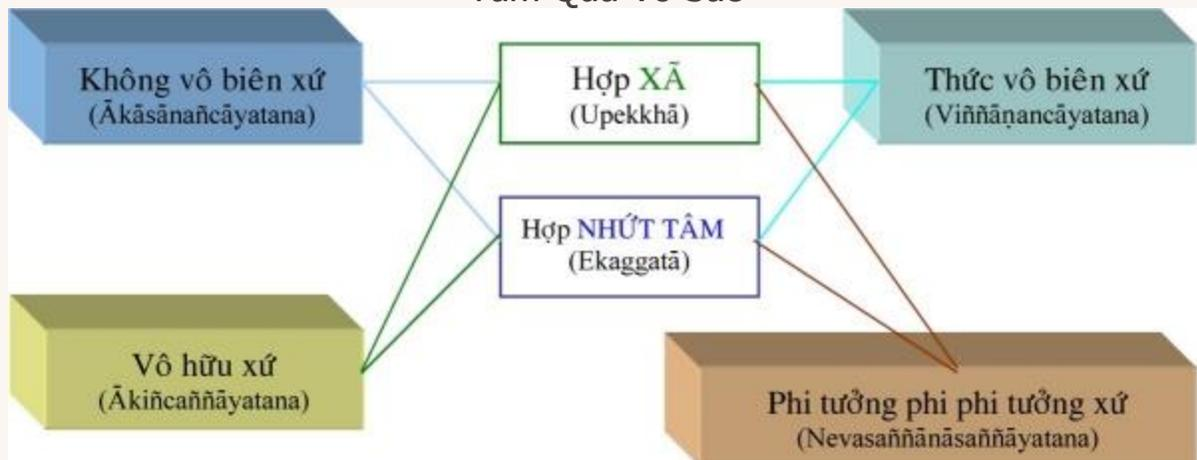 Không vô biên xứ
(Ākāsānañcāyatana)
Hợp XÃ
(Upekkhā)
Thức vô biên xứ
(Viññāṇancāyatana)
Hợp NHỨT TÂM
(Ekaggatā)
Vô hữu xứ
(Ākiñcaññāyatana)
Phi tưởng phi phi tưởng xứ
(Nevasaññānāsaññāyatana)